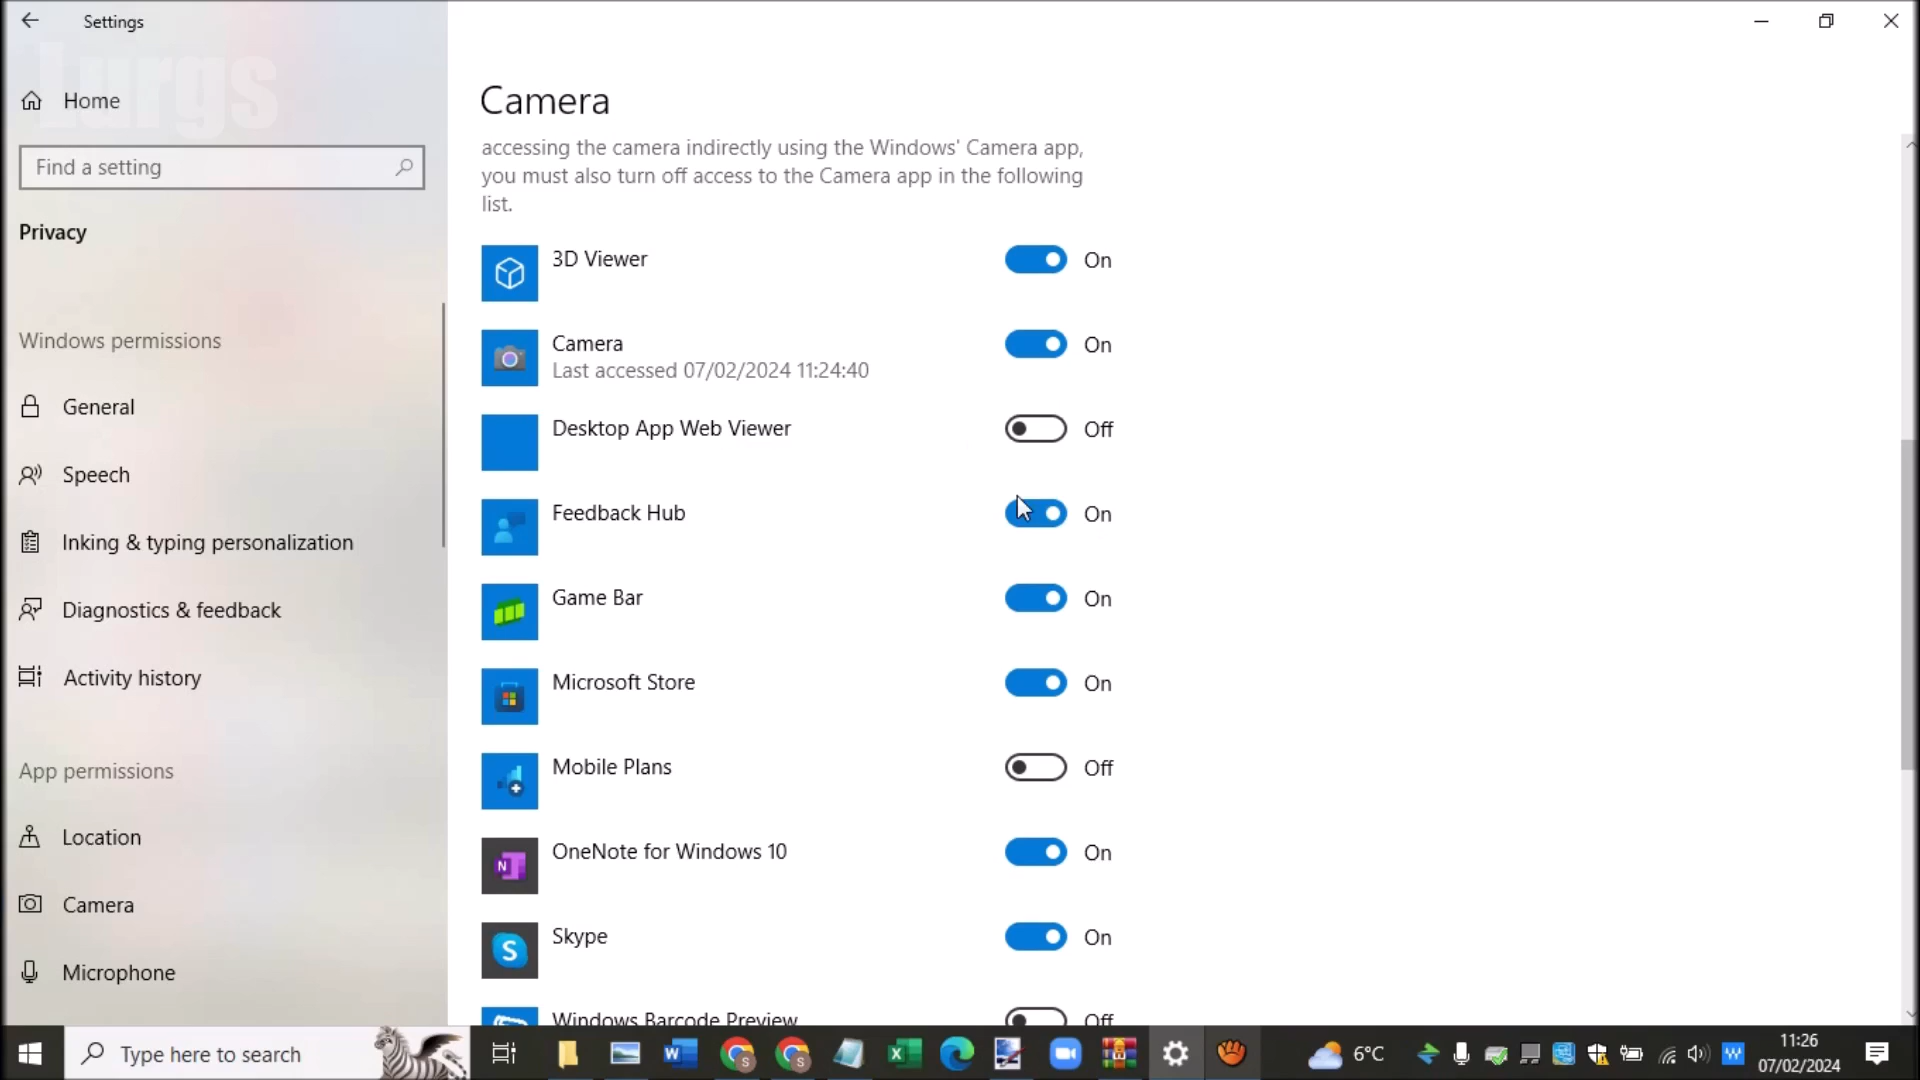 Settings
Lurgs
Home
Find a setting
Privacy
Windows permissions
General
Speech
Inking & typing personalization
Diagnostics & feedback
Activity history
App permissions
Location
Camera
Microphone
Camera
accessing the camera indirectly using the Windows' Camera app,
you must also turn off access to the Camera app in the following
list.
3D Viewer On
Camera On
Last accessed 07/02/2024 11:24:40
Desktop App Web Viewer Off
Feedback Hub On
Game Bar On
Microsoft Store On
Mobile Plans Off
N OneNote for Windows 10 On
S Skype On
Windows Barcode Preview Off
Type here to search
6°C
11:26
07/02/2024